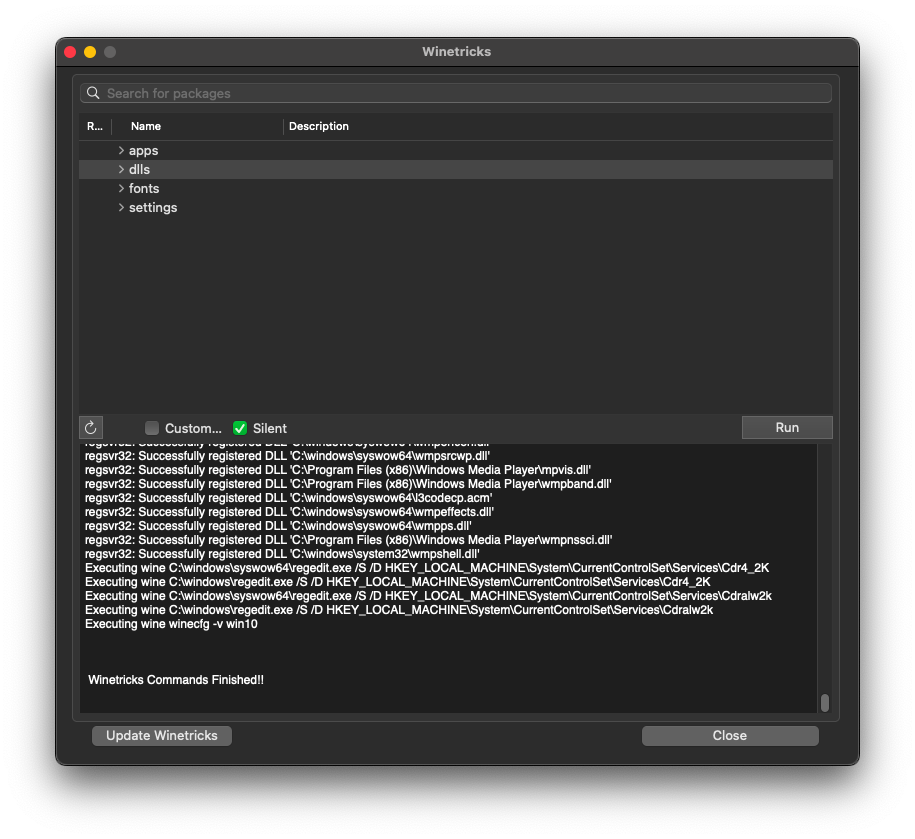 Winetricks
Search for packages
R... Name Description
apps
dlls
fonts
settings
Custom... Silent Run
regsvr32: Successfully registered DLL
regsvr32: Successfully registered DLL 'C:\windows\syswow64\wmpsrcwp.dll'
regsvr32: Successfully registered DLL 'C:\Program Files (x86)\Windows Media Player\mpvis.dll'
regsvr32: Successfully registered DLL 'C:\Program Files (x86)\Windows Media Player\wmpband.dll'
regsvr32: Successfully registered DLL 'C:\windows\syswow64\l3codecp.acm'
regsvr32: Successfully registered DLL 'C:\windows\syswow64\wmpeffects.dll'
regsvr32: Successfully registered DLL 'C:\windows\syswow64\wmpps.dll'
regsvr32: Successfully registered DLL 'C:\Program Files (x86)\Windows Media Player\wmpnssci.dll'
regsvr32: Successfully registered DLL 'C:\windows\system32\wmpshell.dll'
Executing wine C:\windows\syswow64\regedit.exe /S /D HKEY_LOCAL_MACHINE\System\CurrentControlSet\Services\Cdr4_2K
Executing wine C:\windows\regedit.exe /S /D HKEY_LOCAL_MACHINE\System\CurrentControlSet\Services\Cdr4_2K
Executing wine C:\windows\syswow64\regedit.exe /S /D HKEY_LOCAL_MACHINE\System\CurrentControlSet\Services\Cdralw2k
Executing wine C:\windows\regedit.exe /S /D HKEY_LOCAL_MACHINE\System\CurrentControlSet\Services\Cdralw2k
Executing wine winecfg -v win10
Winetricks Commands Finished!!
Update Winetricks Close